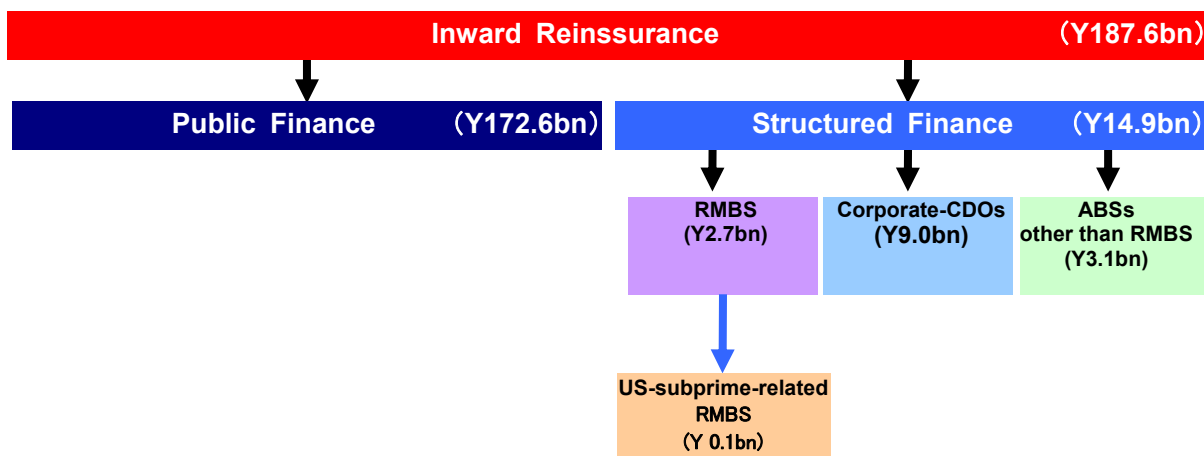 Inward Reinssurance (Y187.6bn)
Public Finance (Y172.6bn) Structured Finance (Y14.9bn)
RMBS
(Y2.7bn)
Corporate-CDOs
(Y9.0bn)
ABSs
other than RMBS
(Y3.1bn)
US-subprime-related
RMBS
(Y 0.1bn)